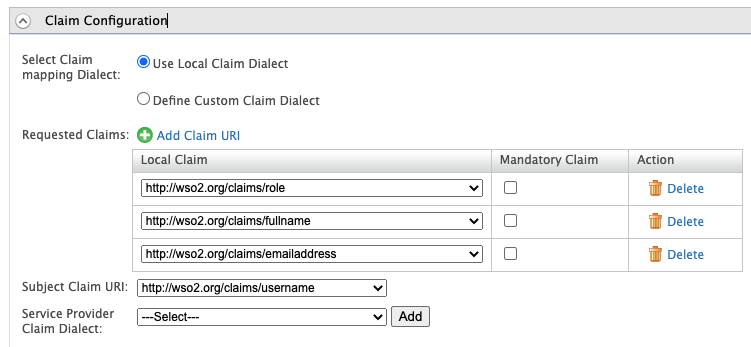 Claim Configuration
Select Claim
mapping Dialect:
Use Local Claim Dialect
Define Custom Claim Dialect
Requested Claims:
Add Claim URI
Local Claim Mandatory Claim Action
http://wso2.org/claims/role Delete
http://wso2.org/claims/fullname Delete
http://wso2.org/claims/emailaddress Delete
Subject Claim URI: http://wso2.org/claims/username
Service Provider
Claim Dialect:
---Select--- Add